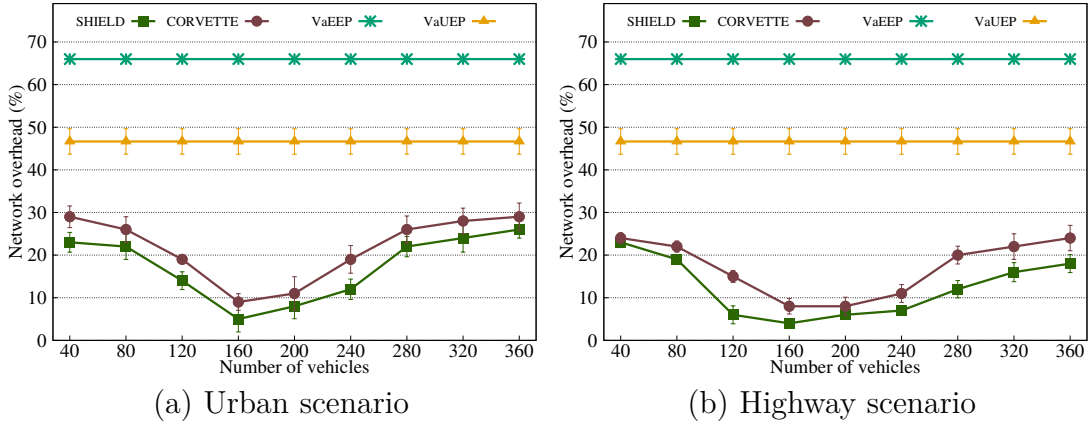 SHIELD CORVETTE VaEEP VaUEP
Network overhead (%)
70
60
50
40
30
20
10
0
40 80 120 160 200 240 280 320 360
Number of vehicles
(a) Urban scenario
SHIELD CORVETTE VaEEP VaUEP
Network overhead (%)
70
60
50
40
30
20
10
0
40 80 120 160 200 240 280 320 360
Number of vehicles
(b) Highway scenario